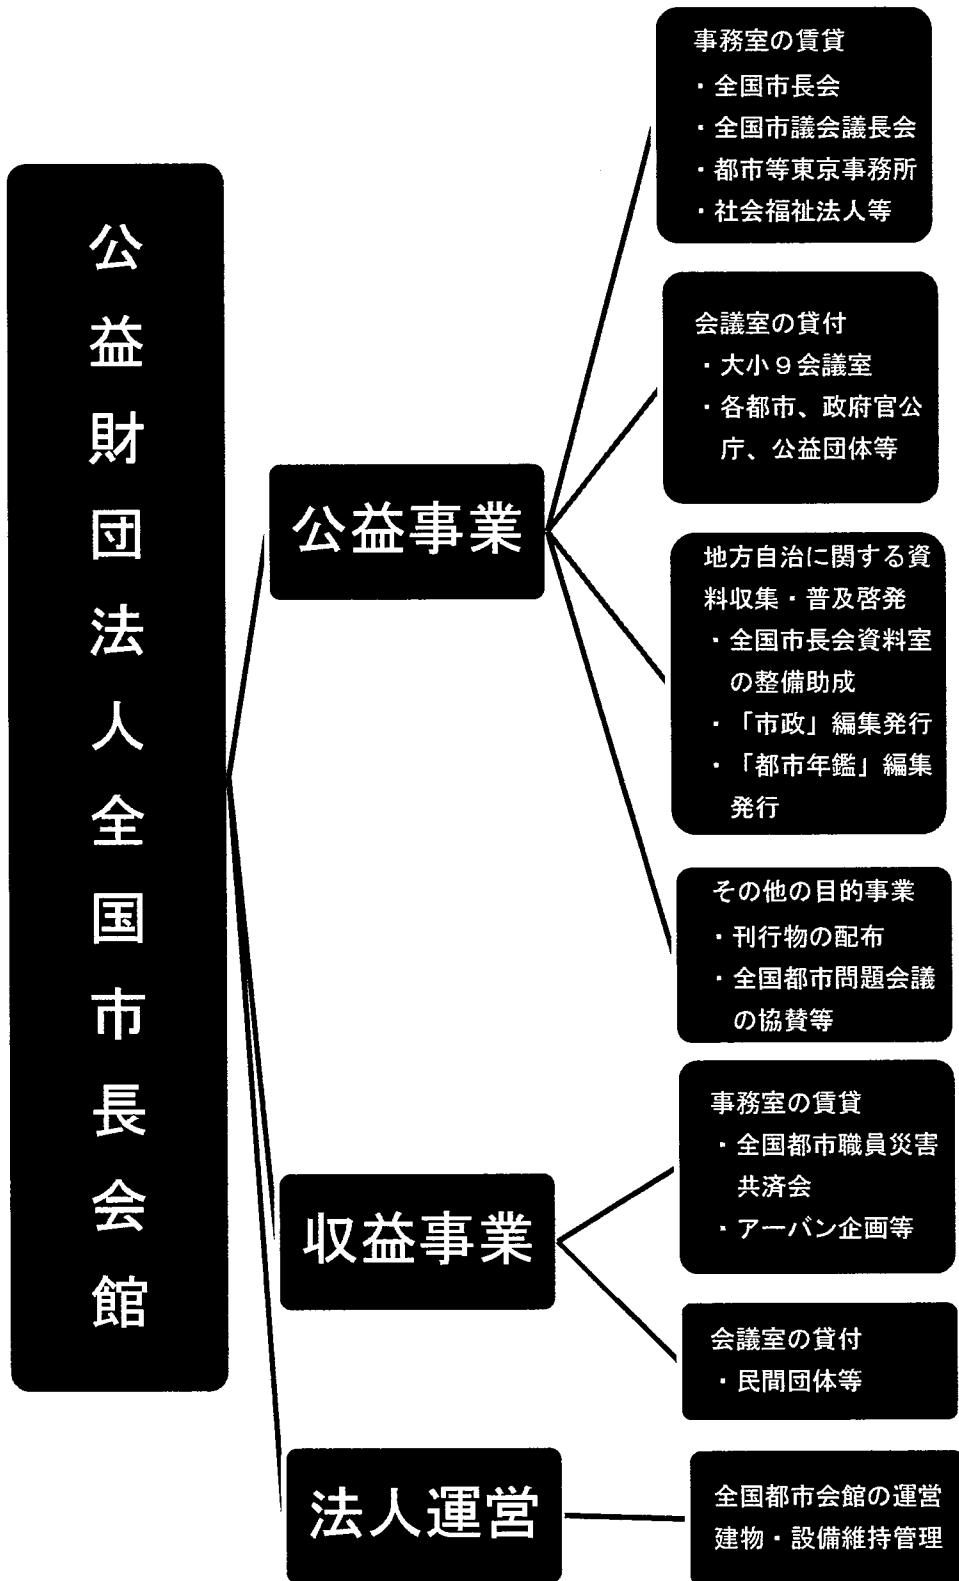 公益財団法人全国市長会館
公益事業
事務室の賃貸
・全国市長会
・全国市議会議長会
・都市等東京事務所
・社会福祉法人等
会議室の貸付
・大小９会議室
・各都市、政府官公
庁、公益団体等
地方自治に関する資
料収集・普及啓発
・全国市長会資料室
の整備助成
・「市政」編集発行
・「都市年鑑」編集
発行
その他の目的事業
・刊行物の配布
・全国都市問題会議
の協賛等
収益事業
事務室の賃貸
・全国都市職員災害
共済会
・アーバン企画等
会議室の貸付
・民間団体等
法人運営
全国都市会館の運営
建物・設備維持管理